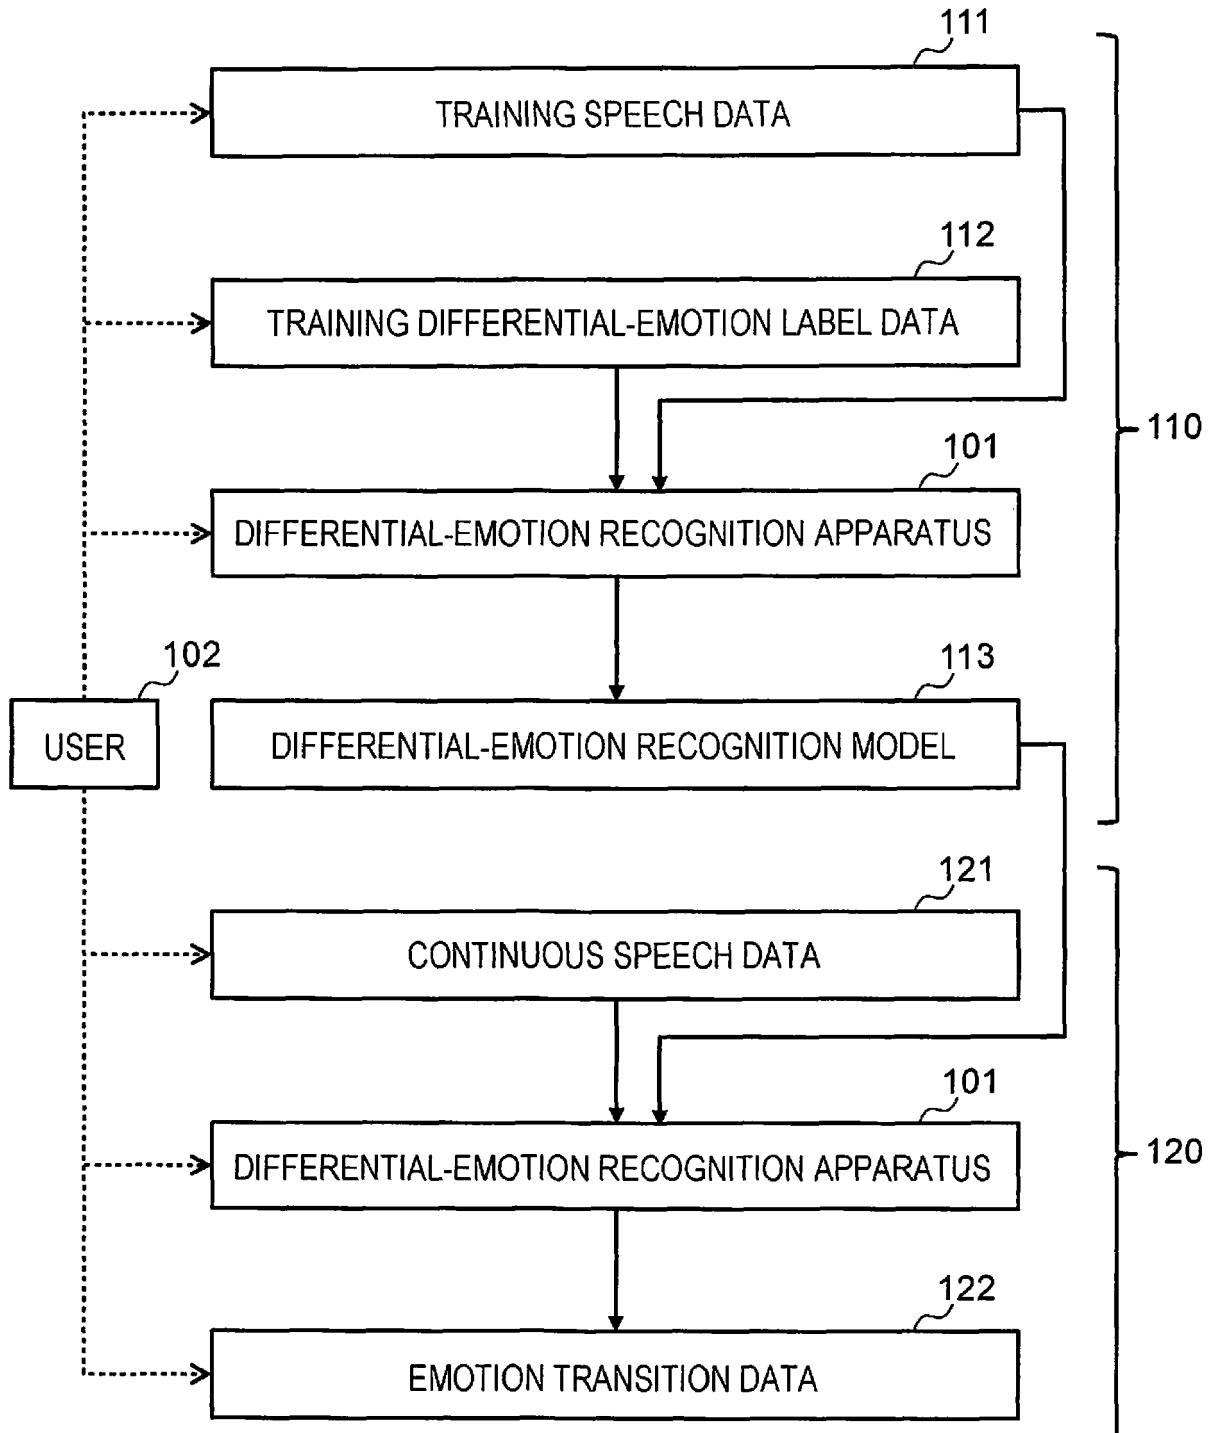 111
TRAINING SPEECH DATA
112
TRAINING DIFFERENTIAL-EMOTION LABEL DATA
110
101
DIFFERENTIAL-EMOTION RECOGNITION APPARATUS
102
USER
113
DIFFERENTIAL-EMOTION RECOGNITION MODEL
121
CONTINUOUS SPEECH DATA
101
DIFFERENTIAL-EMOTION RECOGNITION APPARATUS
120
122
EMOTION TRANSITION DATA